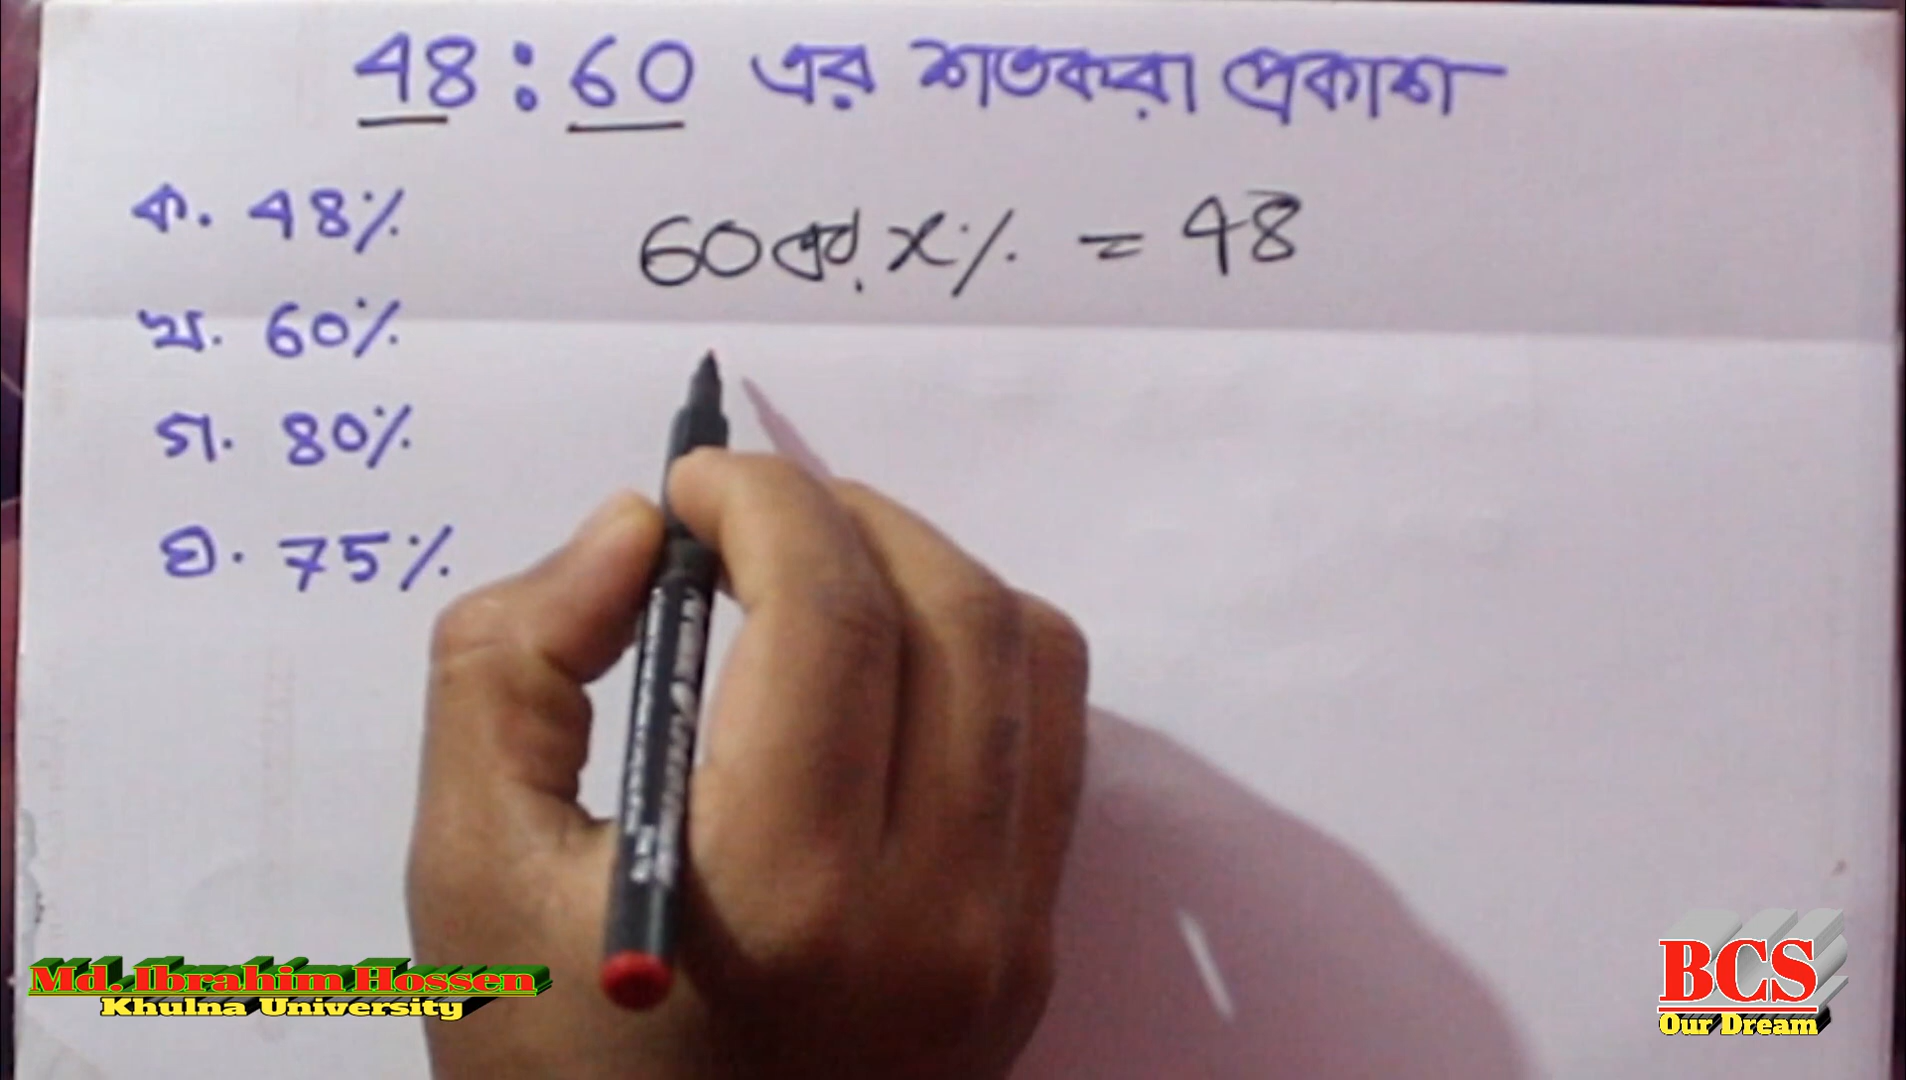 48 : 60 এর শতকরা প্রকাশ
ক. 48%
60 এর x% = 48
খ. 60%
গ. 80%
ঘ. 75%
Md. Ibrahim Hossen
Khulna University
BCS
Our Dream